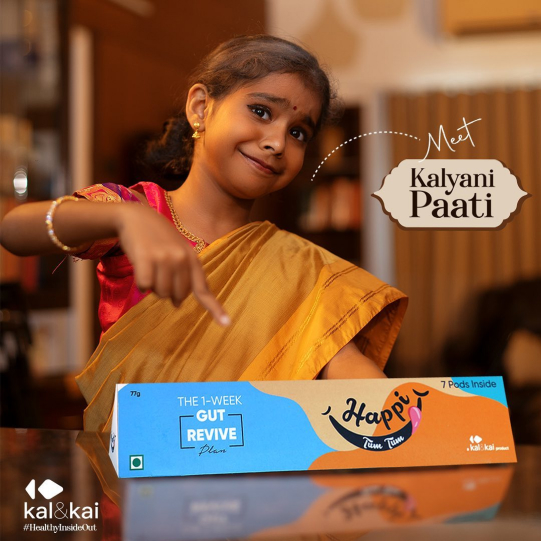 Meet
Kalyani
Paati
77g
THE 1-WEEK
GUT
REVIVE
Plan
Happi
Tum Tum
7 Pods Inside
a kal&kai product
kal&kai
#HealthyInsideOut